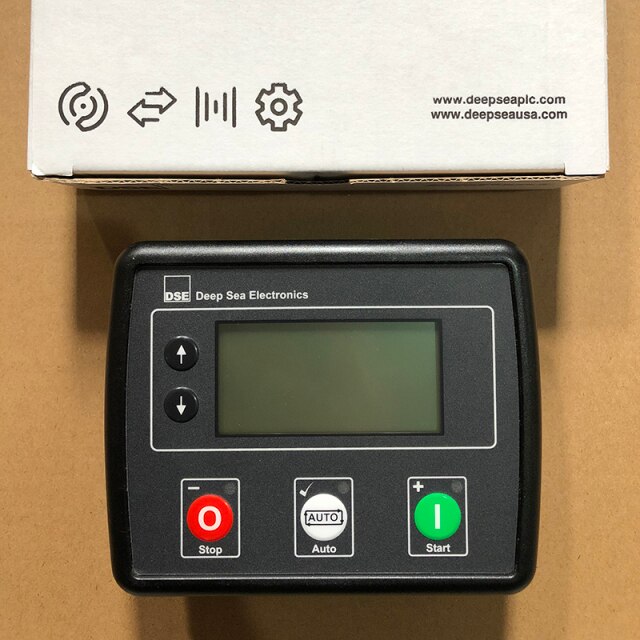 www.deepseaplc.com
www.deepseausa.com
DSE Deep Sea Electronics
O
AUTO
I
Stop
Auto
Start